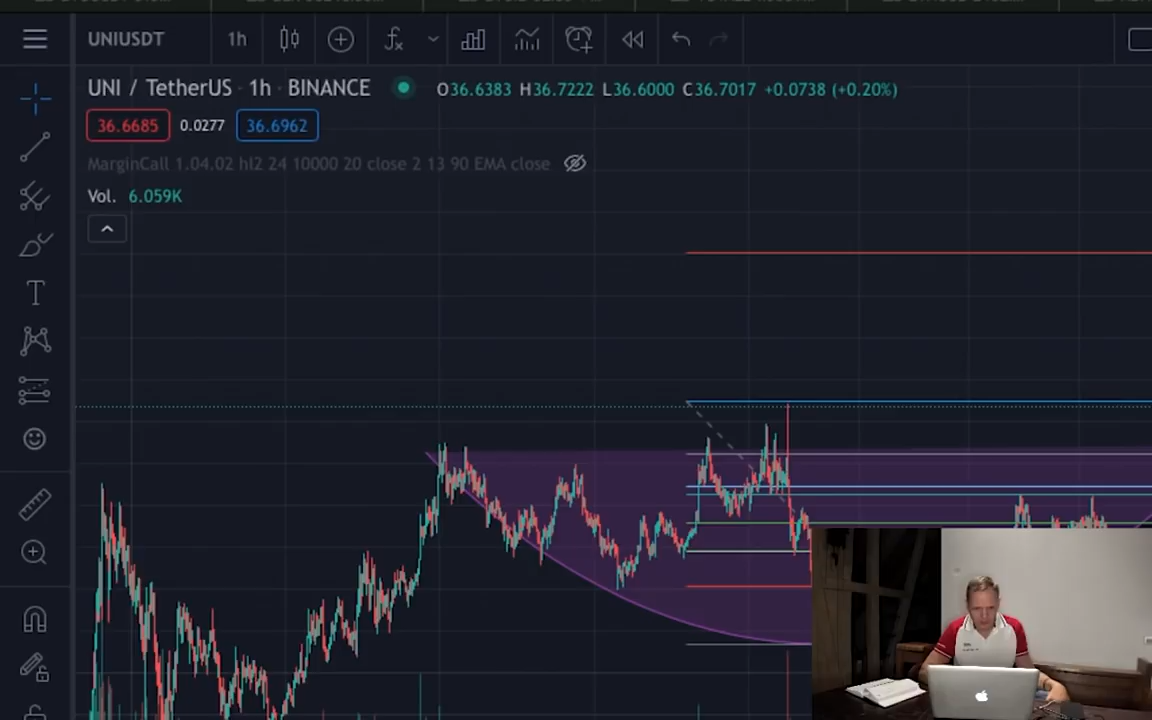 UNIUSDT 1h
UNI / TetherUS · 1h · BINANCE O36.6383 H36.7222 L36.6000 C36.7017 +0.0738 (+0.20%)
36.6685 0.0277 36.6962
MarginCall 1.04.02 hl2 24 10000 20 close 2 13 90 EMA close
Vol. 6.059K